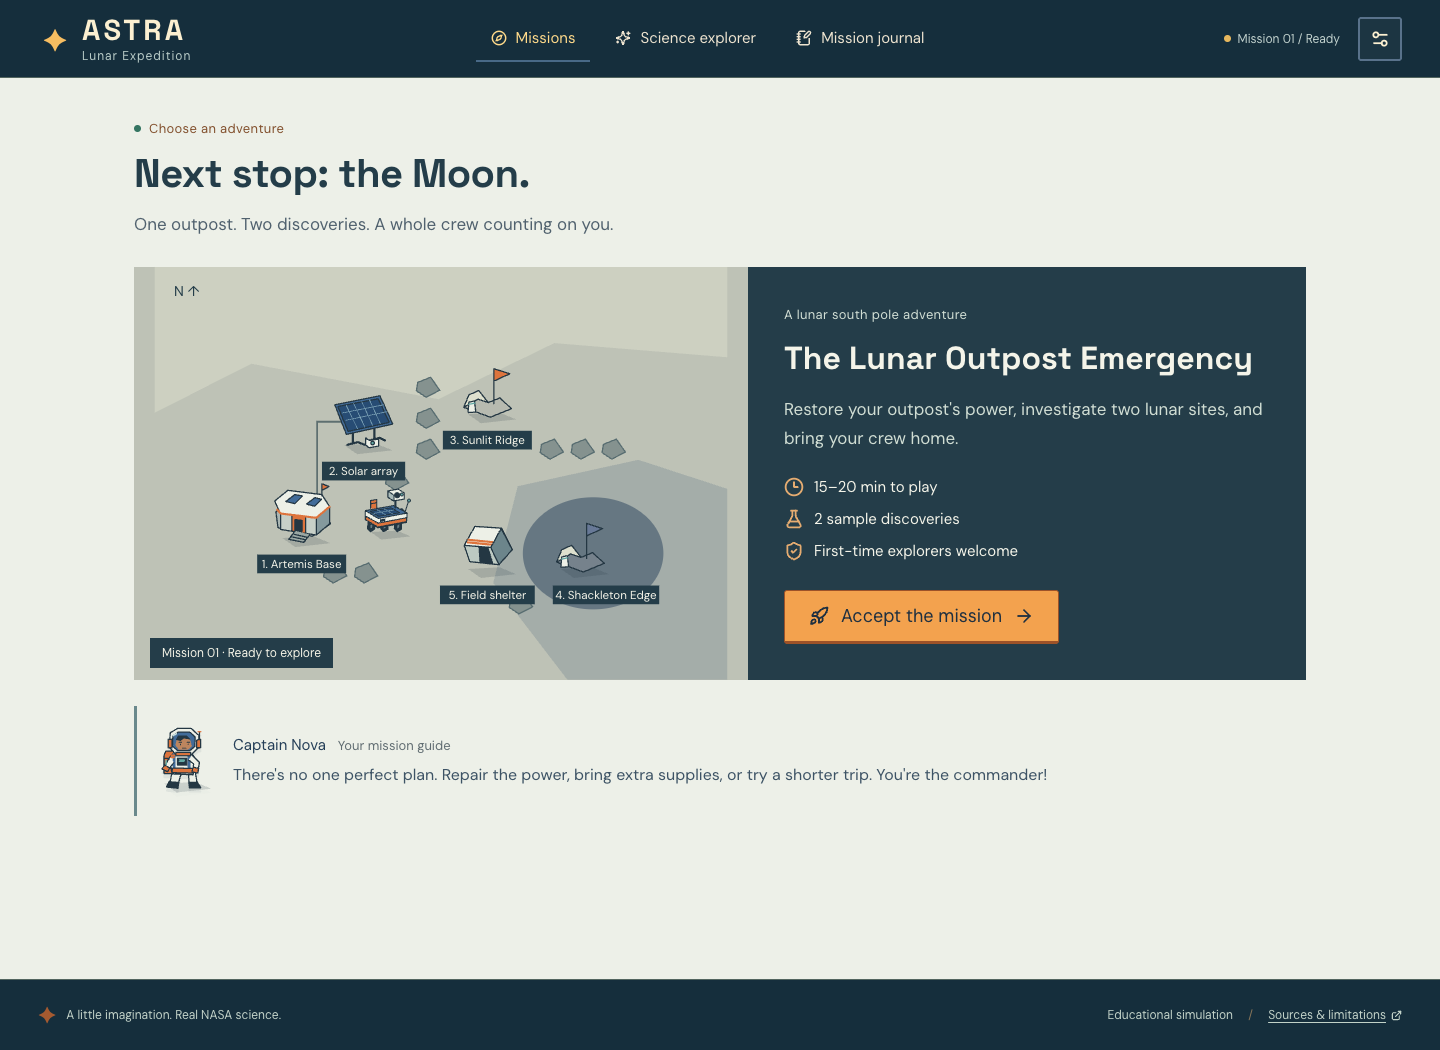 ASTRA
Lunar Expedition
Missions
Science explorer
Mission journal
Mission 01 / Ready
Choose an adventure
Next stop: the Moon.
One outpost. Two discoveries. A whole crew counting on you.
N ↑
3. Sunlit Ridge
2. Solar array
1. Artemis Base
5. Field shelter
4. Shackleton Edge
Mission 01 · Ready to explore
A lunar south pole adventure
The Lunar Outpost Emergency
Restore your outpost's power, investigate two lunar sites, and
bring your crew home.
15–20 min to play
2 sample discoveries
First-time explorers welcome
Accept the mission →
Captain Nova Your mission guide
There's no one perfect plan. Repair the power, bring extra supplies, or try a shorter trip. You're the commander!
A little imagination. Real NASA science.
Educational simulation / Sources & limitations